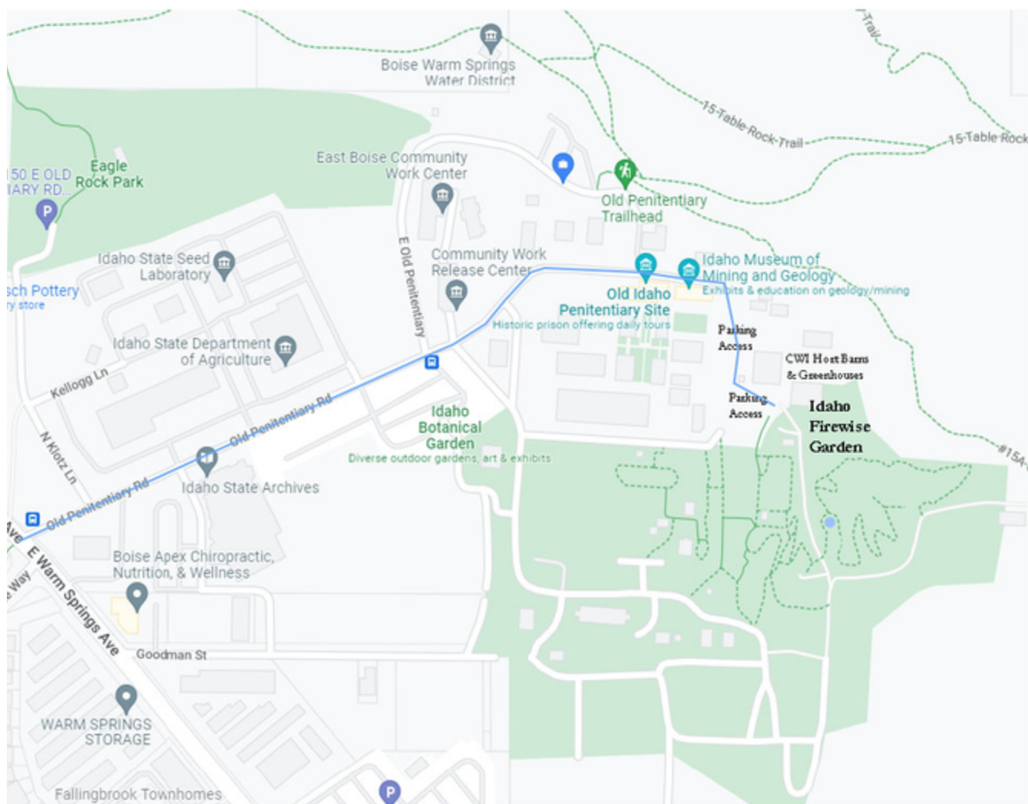 Boise Warm Springs
Water District
15-Table Rock-Trail
15-Table Rock
Trail
East Boise Community
Work Center
Eagle
Rock Park
150 E OLD
IARY RD...
P
Old Penitentiary
Trailhead
Idaho State Seed
Laboratory
E Old Penitentiary
Community Work
Release Center
Idaho Museum of
Mining and Geology
Exhibits & education on geology/mining
sch Pottery
ry store
Old Idaho
Penitentiary Site
Historic prison offering daily tours
Idaho State Department
of Agriculture
Parking
Access
CWI Hort Barns
& Greenhouses
Kellogg Ln
Parking
Access
Idaho
Firewise
Garden
Idaho
Botanical
Garden
Diverse outdoor gardens, art & exhibits
Old Penitentiary Rd
N Klotz Ln
#15A-
Idaho State Archives
Old Penitentiary Rd
Ave
E Warm Springs Ave
e Way
Boise Apex Chiropractic,
Nutrition, & Wellness
Goodman St
WARM SPRINGS
STORAGE
P
Fallingbrook Townhomes